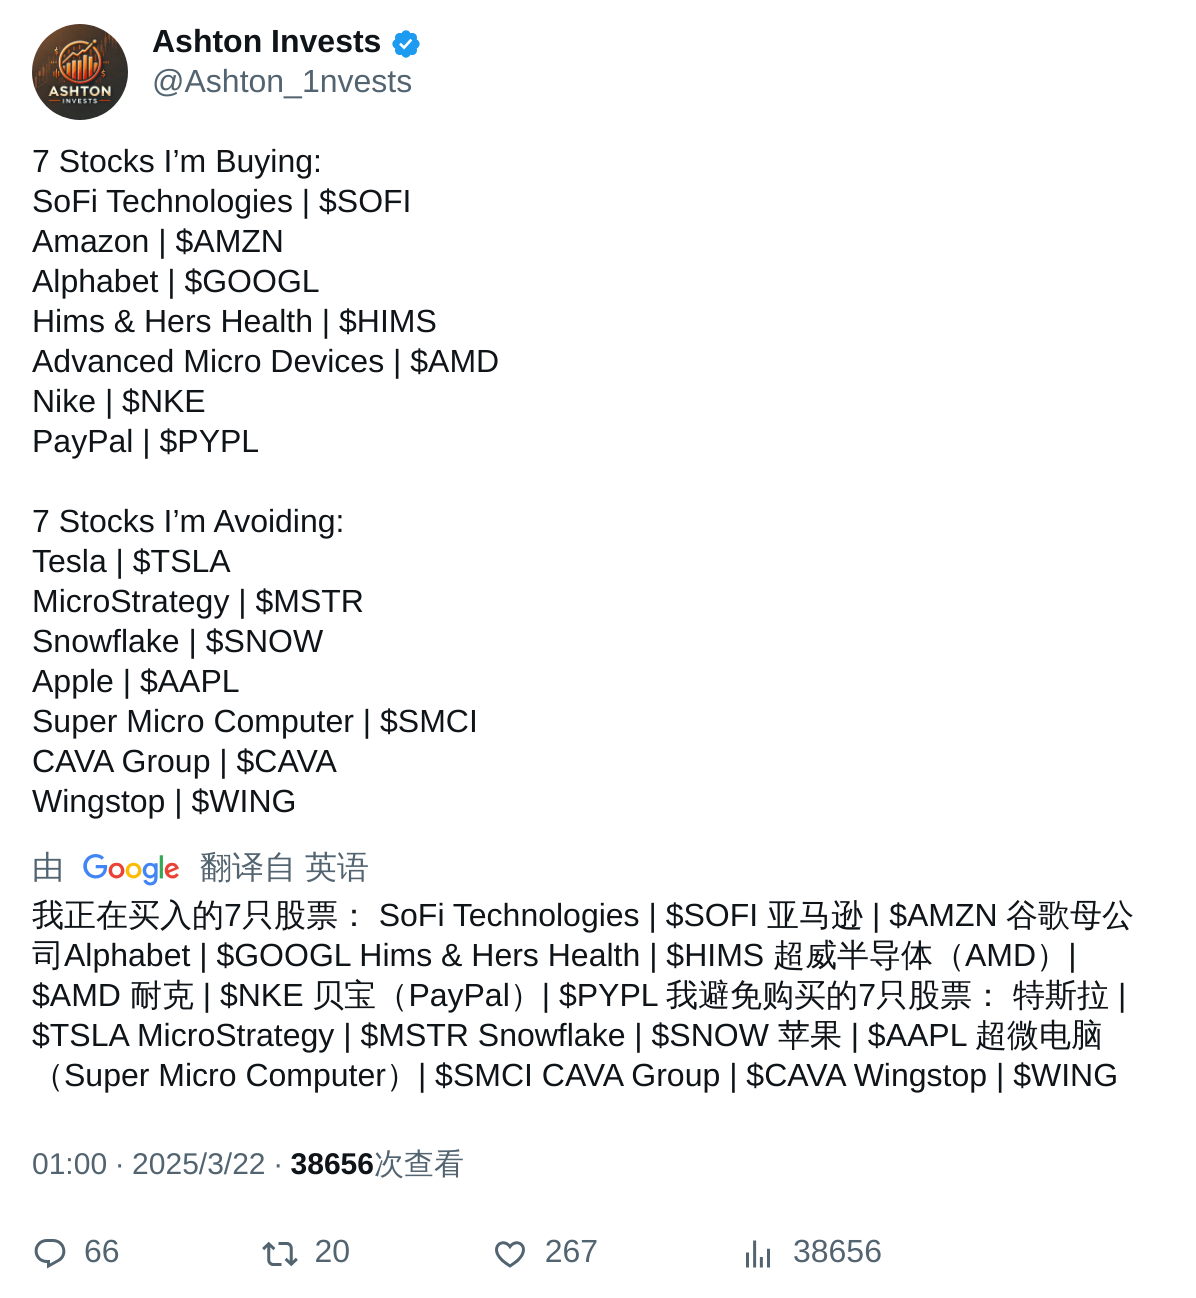 Ashton Invests
@Ashton_1nvests
ASHTON
INVESTS
7 Stocks I’m Buying:
SoFi Technologies | $SOFI
Amazon | $AMZN
Alphabet | $GOOGL
Hims & Hers Health | $HIMS
Advanced Micro Devices | $AMD
Nike | $NKE
PayPal | $PYPL
7 Stocks I’m Avoiding:
Tesla | $TSLA
MicroStrategy | $MSTR
Snowflake | $SNOW
Apple | $AAPL
Super Micro Computer | $SMCI
CAVA Group | $CAVA
Wingstop | $WING
由 Google 翻译自 英语
我正在买入的7只股票： SoFi Technologies | $SOFI 亚马逊 | $AMZN 谷歌母公
司Alphabet | $GOOGL Hims & Hers Health | $HIMS 超威半导体（AMD）|
$AMD 耐克 | $NKE 贝宝（PayPal）| $PYPL 我避免购买的7只股票： 特斯拉 |
$TSLA MicroStrategy | $MSTR Snowflake | $SNOW 苹果 | $AAPL 超微电脑
（Super Micro Computer）| $SMCI CAVA Group | $CAVA Wingstop | $WING
01:00 · 2025/3/22 · 38656次查看
66 20 267 38656